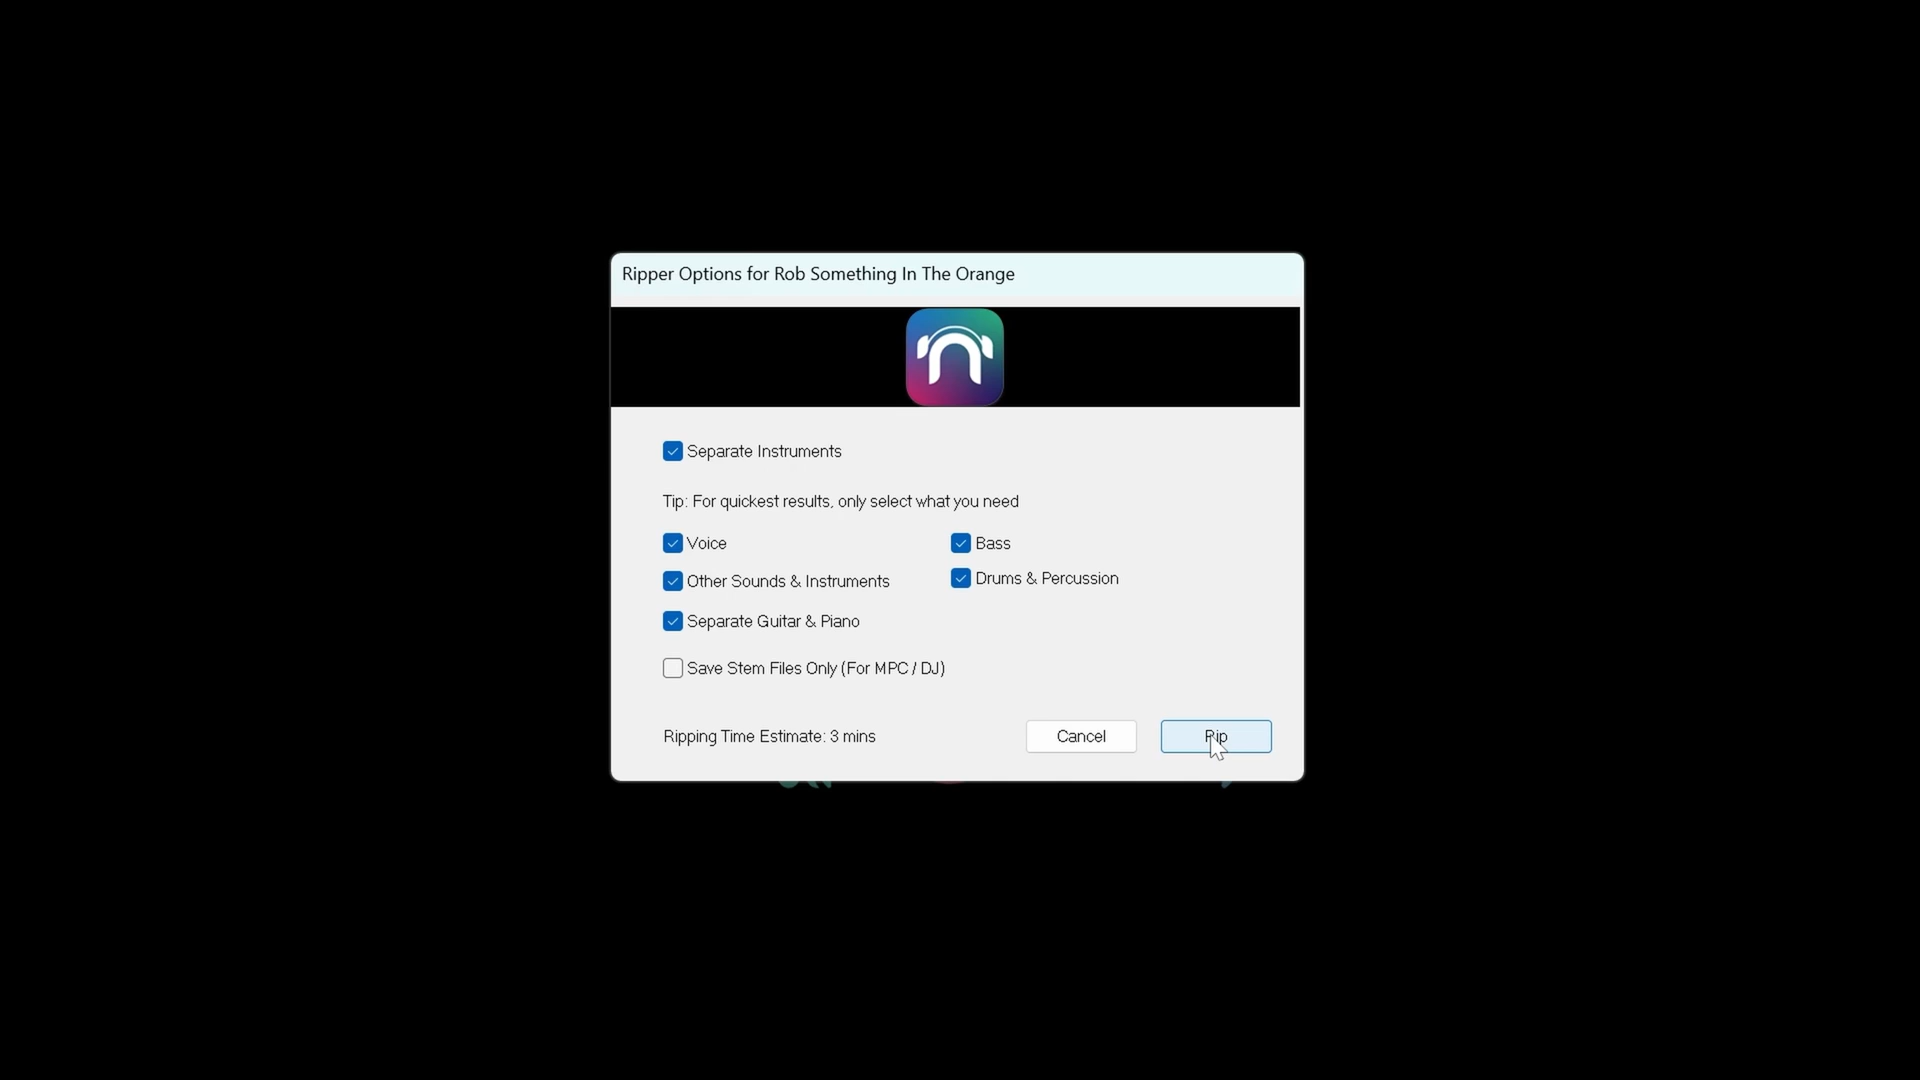 Ripper Options for Rob Something In The Orange
Separate Instruments
Tip: For quickest results, only select what you need
Voice
Bass
Other Sounds & Instruments
Drums & Percussion
Separate Guitar & Piano
Save Stem Files Only (For MPC / DJ)
Ripping Time Estimate: 3 mins
Cancel
Rip